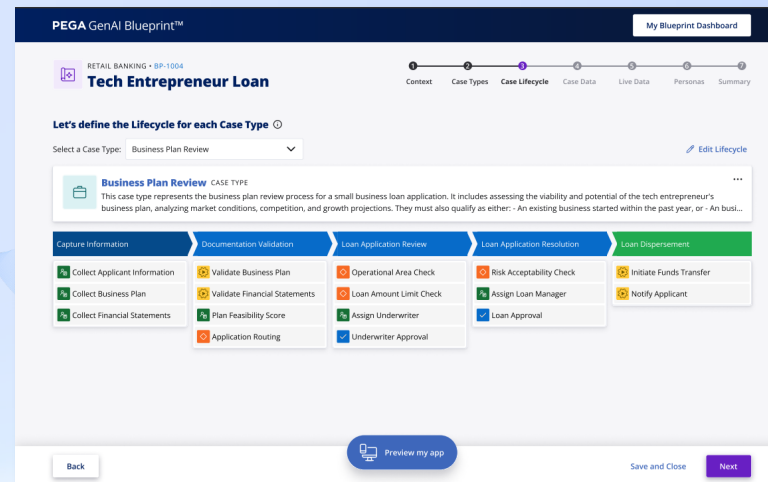 PEGA GenAI Blueprint™
My Blueprint Dashboard
RETAIL BANKING • BP-1004
Tech Entrepreneur Loan
1 2 3 4 5 6 7
Context Case Types Case Lifecycle Case Data Live Data Personas Summary
Let's define the Lifecycle for each Case Type
Select a Case Type: Business Plan Review
Edit Lifecycle
Business Plan Review CASE TYPE
This case type represents the business plan review process for a small business loan application. It includes assessing the viability and potential of the tech entrepreneur's
business plan, analyzing market conditions, competition, and growth projections. They must also qualify as either: - An existing business started within the past year, or - An busi...
Capture Information
Collect Applicant Information
Collect Business Plan
Collect Financial Statements
Documentation Validation
Validate Business Plan
Validate Financial Statements
Plan Feasibility Score
Application Routing
Loan Application Review
Operational Area Check
Loan Amount Limit Check
Assign Underwriter
Underwriter Approval
Loan Application Resolution
Risk Acceptability Check
Assign Loan Manager
Loan Approval
Loan Dispersement
Initiate Funds Transfer
Notify Applicant
Back
Preview my app
Save and Close
Next